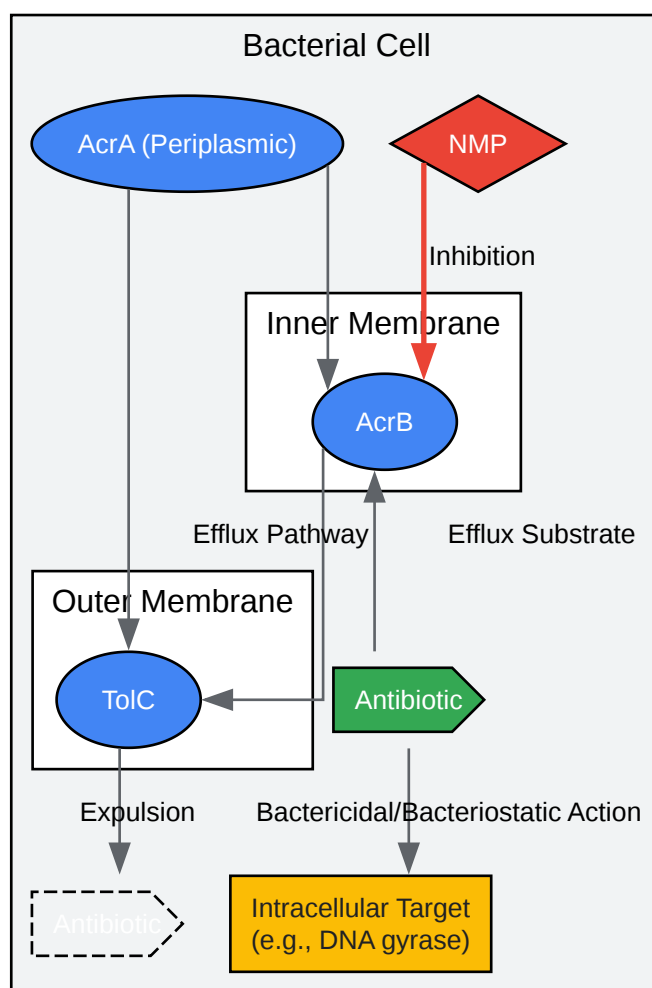 Bacterial Cell
AcrA (Periplasmic)
NMP
Inhibition
Inner Membrane
AcrB
Efflux Pathway
Efflux Substrate
Outer Membrane
TolC
Antibiotic
Expulsion
Bactericidal/Bacteriostatic Action
Antibiotic
Intracellular Target
(e.g., DNA gyrase)